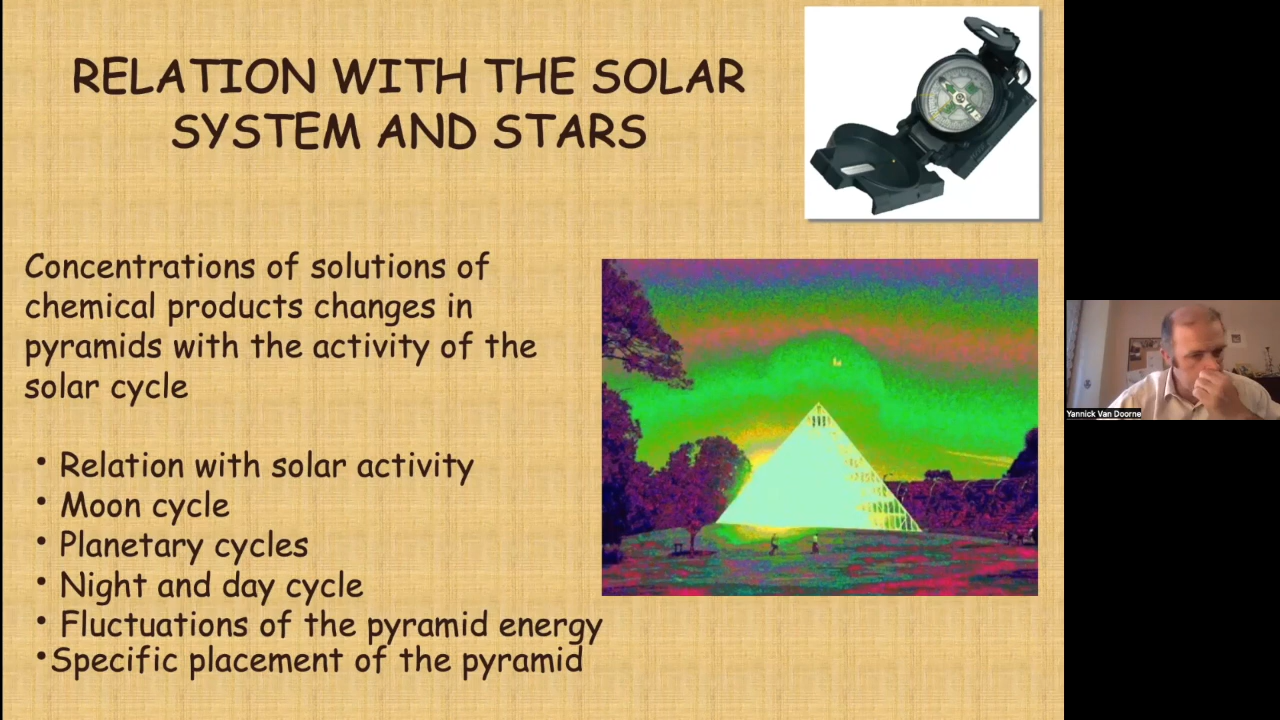 RELATION WITH THE SOLAR
SYSTEM AND STARS
Concentrations of solutions of
chemical products changes in
pyramids with the activity of the
solar cycle
• Relation with solar activity
• Moon cycle
• Planetary cycles
• Night and day cycle
• Fluctuations of the pyramid energy
•Specific placement of the pyramid
Yannick Van Doorne